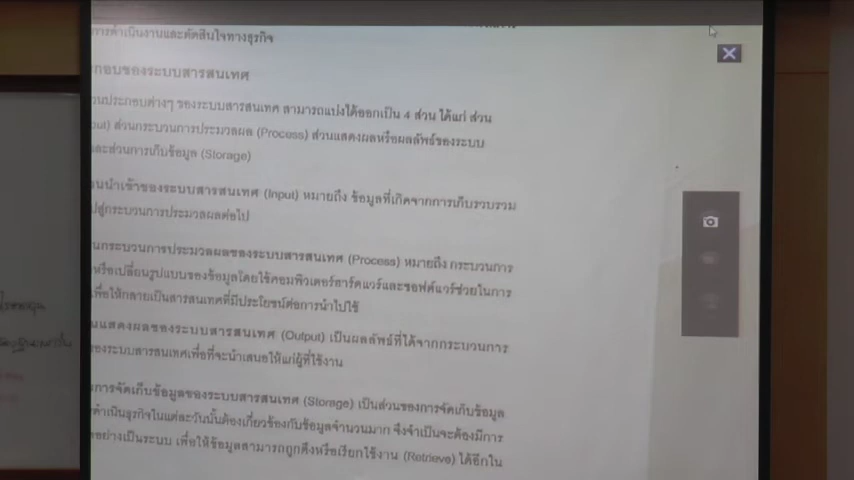 การดำเนินงานและตัดสินใจทางธุรกิจ
กอบของระบบสารสนเทศ
วนประกอบต่างๆ ของระบบสารสนเทศ สามารถแบ่งได้ออกเป็น 4 ส่วน ได้แก่ ส่วน
put) ส่วนกระบวนการประมวลผล (Process) ส่วนแสดงผลหรือผลลัพธ์ของระบบ
และส่วนการเก็บข้อมูล (Storage)
นนำเข้าของระบบสารสนเทศ (Input) หมายถึง ข้อมูลที่เกิดจากการเก็บรวบรวม
ปสู่กระบวนการประมวลผลต่อไป
นกระบวนการประมวลผลของระบบสารสนเทศ (Process) หมายถึง กระบวนการ
หรือเปลี่ยนรูปแบบของข้อมูลโดยใช้คอมพิวเตอร์ฮาร์ดแวร์และซอฟต์แวร์ช่วยในการ
เพื่อให้กลายเป็นสารสนเทศที่มีประโยชน์ต่อการนำไปใช้
นแสดงผลของระบบสารสนเทศ (Output) เป็นผลลัพธ์ที่ได้จากกระบวนการ
ของระบบสารสนเทศเพื่อที่จะนำเสนอให้แก่ผู้ที่ใช้งาน
นการจัดเก็บข้อมูลของระบบสารสนเทศ (Storage) เป็นส่วนของการจัดเก็บข้อมูล
ดำเนินธุรกิจในแต่ละวันนั้นต้องเกี่ยวข้องกับข้อมูลจำนวนมาก จึงจำเป็นจะต้องมีการ
อย่างเป็นระบบ เพื่อให้ข้อมูลสามารถถูกดึงหรือเรียกใช้งาน (Retrieve) ได้อีกใน